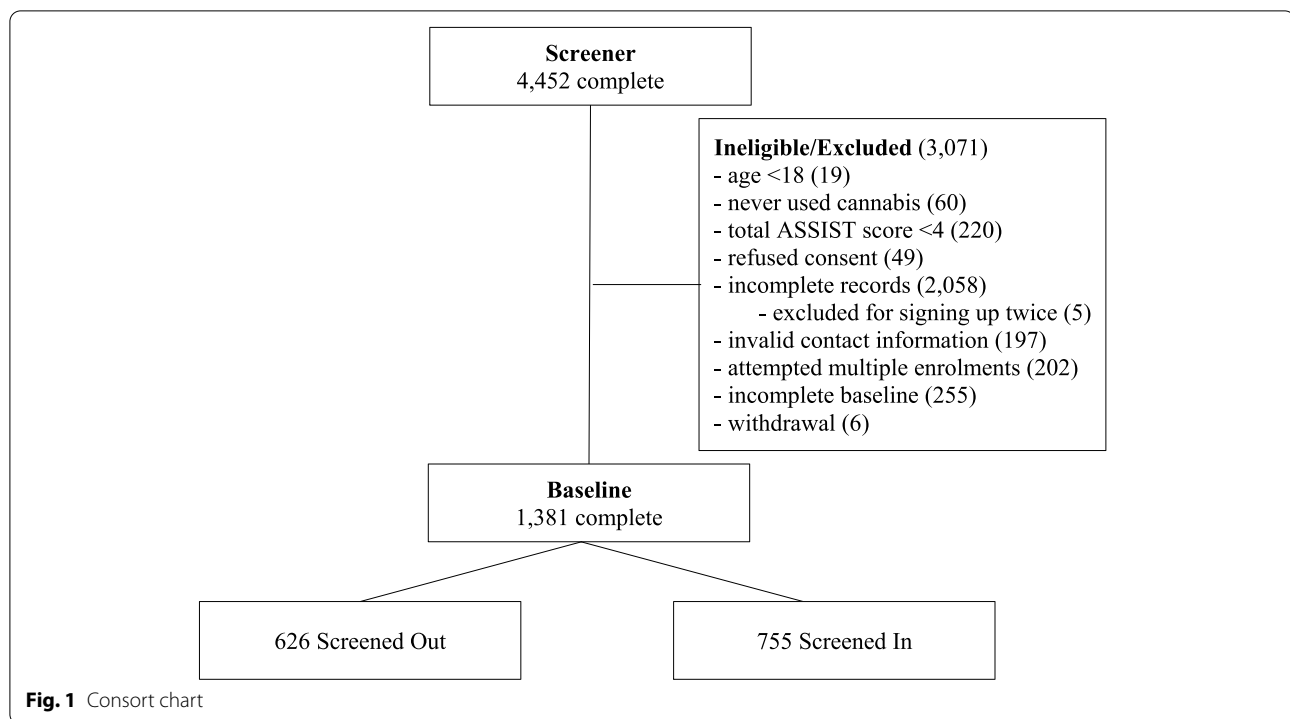 Screener
4,452 complete
Ineligible/Excluded (3,071)
- age <18 (19)
- never used cannabis (60)
- total ASSIST score <4 (220)
- refused consent (49)
- incomplete records (2,058)
- excluded for signing up twice (5)
- invalid contact information (197)
- attempted multiple enrolments (202)
- incomplete baseline (255)
- withdrawal (6)
Baseline
1,381 complete
626 Screened Out
755 Screened In
Fig. 1 Consort chart